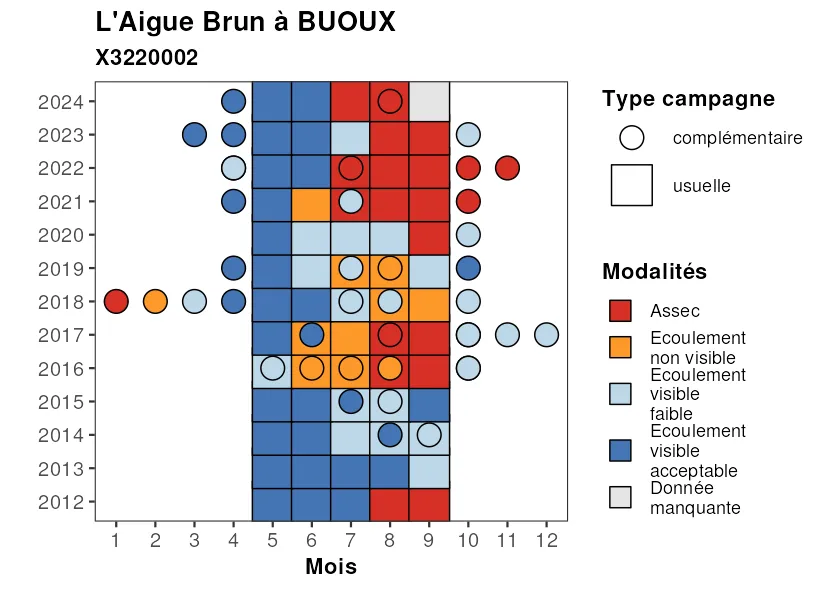 L'Aigue Brun à BUOUX
X3220002
2024
2023
2022
2021
2020
2019
2018
2017
2016
2015
2014
2013
2012
1 2 3 4 5 6 7 8 9 10 11 12
Mois
Type campagne
complémentaire
usuelle
Modalités
Assec
Ecoulement
non visible
Ecoulement
visible
faible
Ecoulement
visible
acceptable
Donnée
manquante